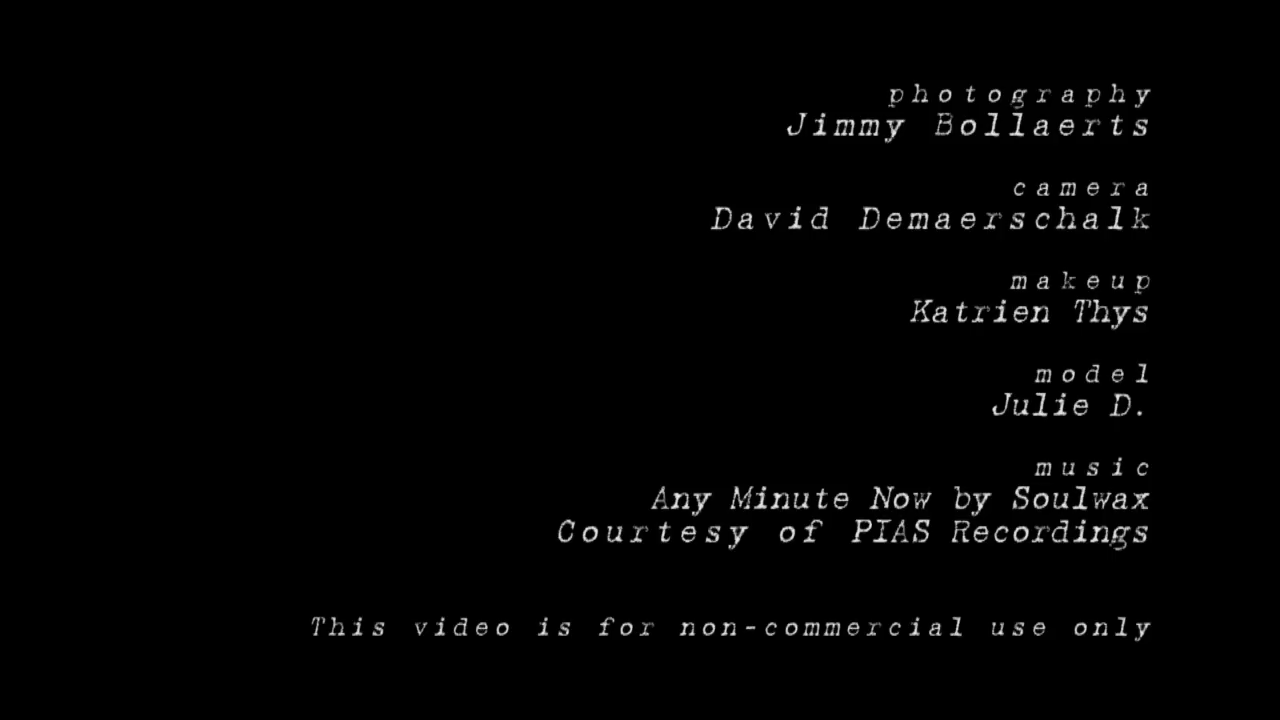 photography
Jimmy Bollaerts
camera
David Demaerschalk
makeup
Katrien Thys
model
Julie D.
music
Any Minute Now by Soulwax
Courtesy of PIAS Recordings
This video is for non-commercial use only